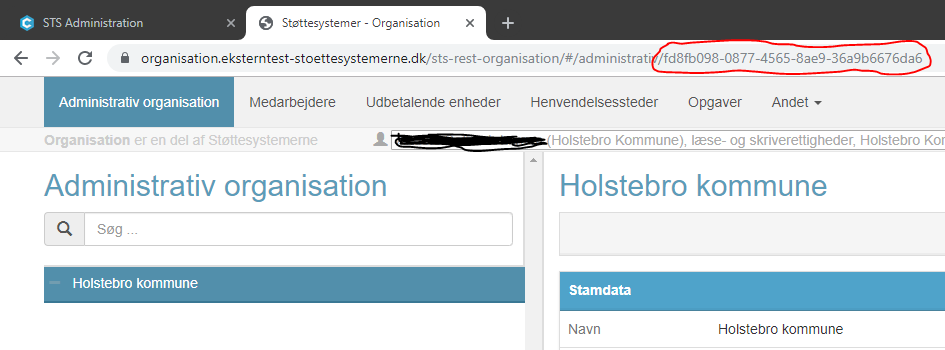 STS Administration
Støttesystemer - Organisation
organisation.eksterntest-stoettesystemerne.dk/sts-rest-organisation/#/administrativ/fd8fb098-0877-4565-8ae9-36a9b6676da6
Administrativ organisation Medarbejdere Udbetalende enheder Henvendelsessteder Opgaver Andet
Organisation er en del af Støttesystemerne
(Holstebro Kommune), læse- og skriverettigheder, Holstebro Kon
Administrativ organisation
Søg ...
Holstebro kommune
Holstebro kommune
Stamdata
Navn Holstebro kommune